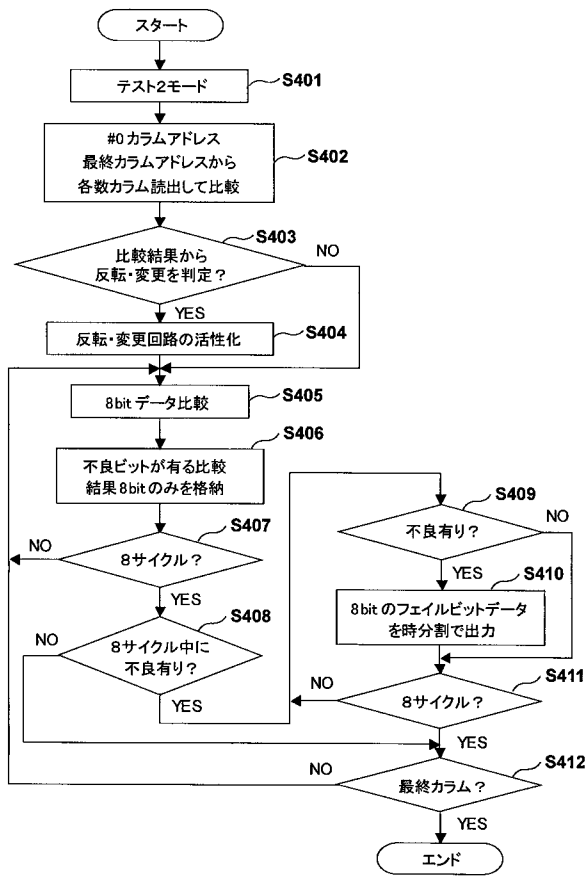 スタート
テスト2モード
S401
#0カラムアドレス
最終カラムアドレスから
各数カラム読出して比較
S402
S403
比較結果から
反転・変更を判定？
NO
YES
反転・変更回路の活性化
S404
8bitデータ比較
S405
S406
不良ビットが有る比較
結果8bitのみを格納
S407
8サイクル？
NO
YES
S408
8サイクル中に
不良有り？
NO
YES
S409
不良有り？
NO
YES
S410
8bitのフェイルビットデータ
を時分割で出力
S411
8サイクル？
NO
YES
S412
最終カラム？
NO
YES
エンド